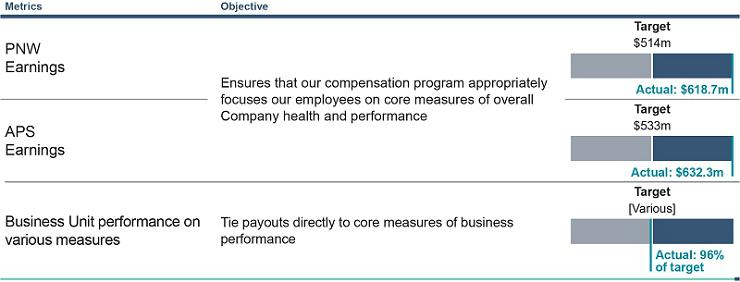 Metrics
Objective
PNW
Earnings
Ensures that our compensation program appropriately
focuses our employees on core measures of overall
Company health and performance
Target
$514m
Actual: $618.7m
APS
Earnings
Target
$533m
Actual: $632.3m
Business Unit performance on
various measures
Tie payouts directly to core measures of business
performance
Target
[Various]
Actual: 96%
of target